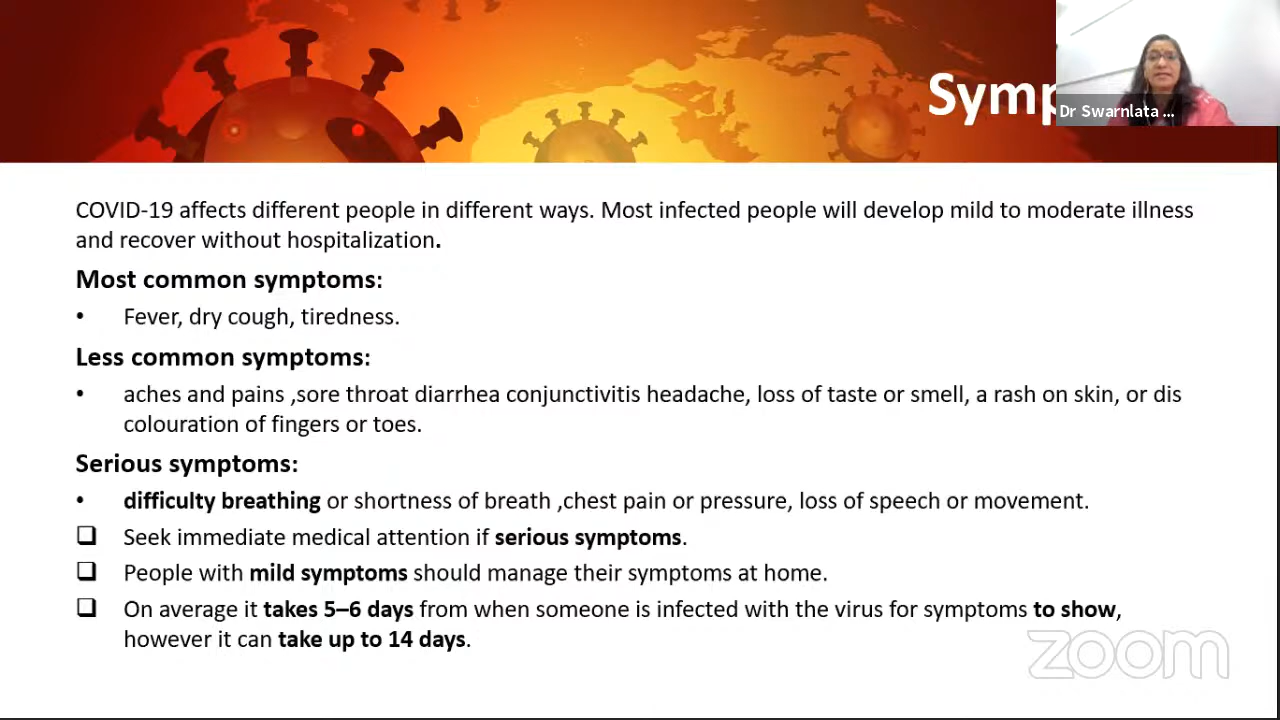 Symp
Dr Swarnlata ...
COVID-19 affects different people in different ways. Most infected people will develop mild to moderate illness
and recover without hospitalization.
Most common symptoms:
• Fever, dry cough, tiredness.
Less common symptoms:
• aches and pains ,sore throat diarrhea conjunctivitis headache, loss of taste or smell, a rash on skin, or dis
colouration of fingers or toes.
Serious symptoms:
• difficulty breathing or shortness of breath ,chest pain or pressure, loss of speech or movement.
❑ Seek immediate medical attention if serious symptoms.
❑ People with mild symptoms should manage their symptoms at home.
❑ On average it takes 5–6 days from when someone is infected with the virus for symptoms to show,
however it can take up to 14 days.
zoom